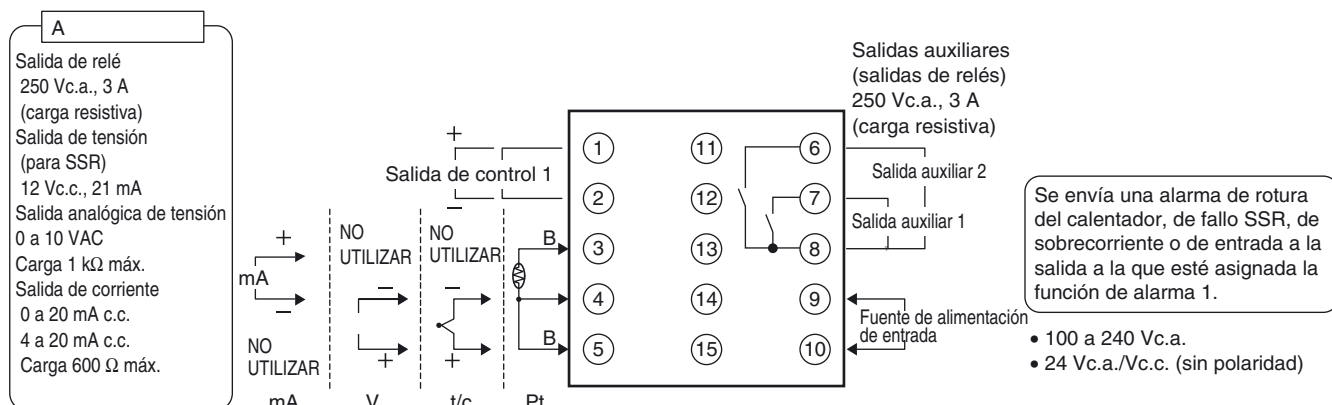 A
Salida de relé
250 Vc.a., 3 A
(carga resistiva)
Salida de tensión
(para SSR)
12 Vc.c., 21 mA
Salida analógica de tensión
0 a 10 VAC
Carga 1 kΩ máx.
Salida de corriente
0 a 20 mA c.c.
4 a 20 mA c.c.
Carga 600 Ω máx.
+
mA
−
NO
UTILIZAR
mA
NO
UTILIZAR
−
+
V
NO
UTILIZAR
−
+
t/c
B
B
Pt
+
Salida de control 1
−
1
2
3
4
5
11
12
13
14
15
6
7
8
9
10
Salidas auxiliares
(salidas de relés)
250 Vc.a., 3 A
(carga resistiva)
Salida auxiliar 2
Salida auxiliar 1
Fuente de alimentación
de entrada
Se envía una alarma de rotura
del calentador, de fallo SSR, de
sobrecorriente o de entrada a la
salida a la que esté asignada la
función de alarma 1.
• 100 a 240 Vc.a.
• 24 Vc.a./Vc.c. (sin polaridad)